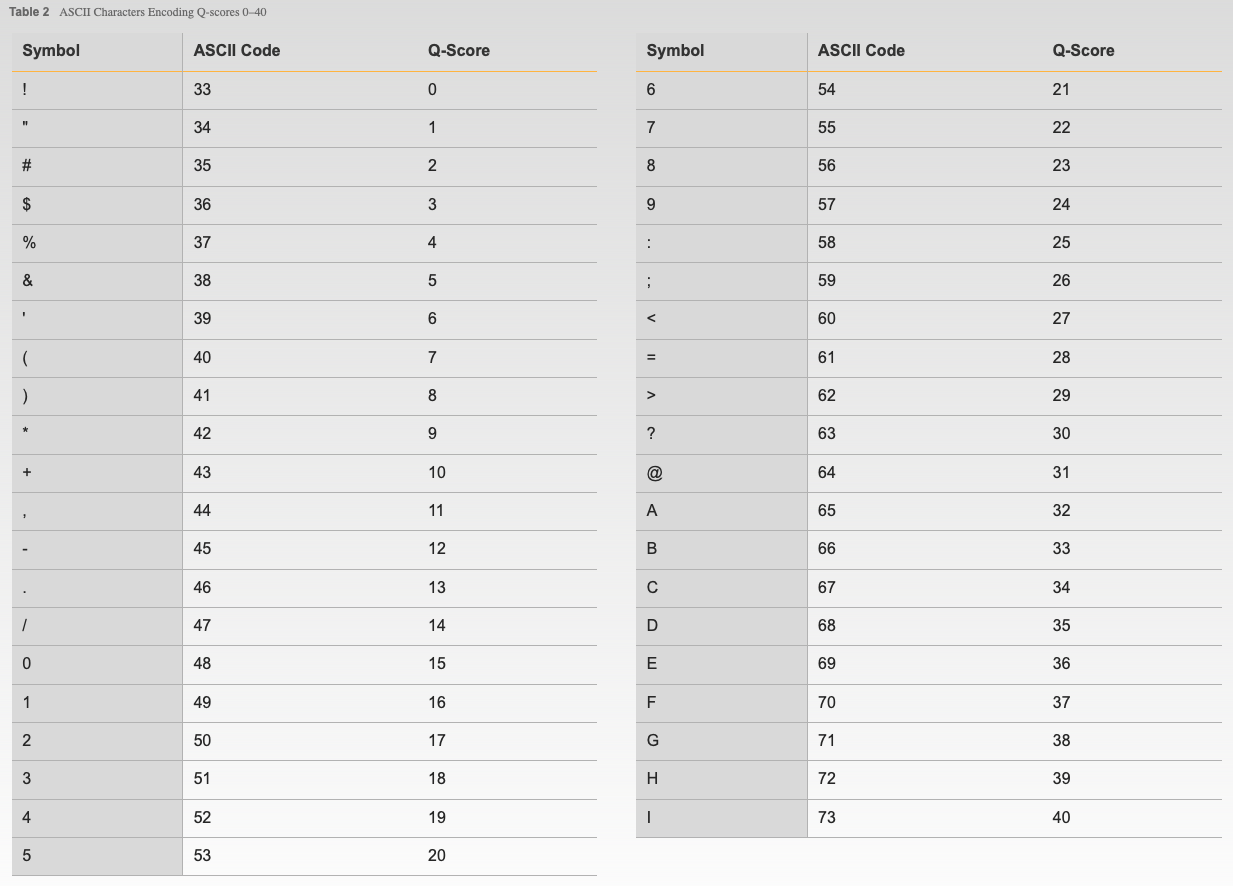 Table 2 ASCII Characters Encoding Q-scores 0–40
Symbol ASCII Code Q-Score
! 33 0
" 34 1
# 35 2
$ 36 3
% 37 4
& 38 5
' 39 6
( 40 7
) 41 8
* 42 9
+ 43 10
, 44 11
- 45 12
. 46 13
/ 47 14
0 48 15
1 49 16
2 50 17
3 51 18
4 52 19
5 53 20
Symbol ASCII Code Q-Score
6 54 21
7 55 22
8 56 23
9 57 24
: 58 25
; 59 26
< 60 27
= 61 28
> 62 29
? 63 30
@ 64 31
A 65 32
B 66 33
C 67 34
D 68 35
E 69 36
F 70 37
G 71 38
H 72 39
I 73 40